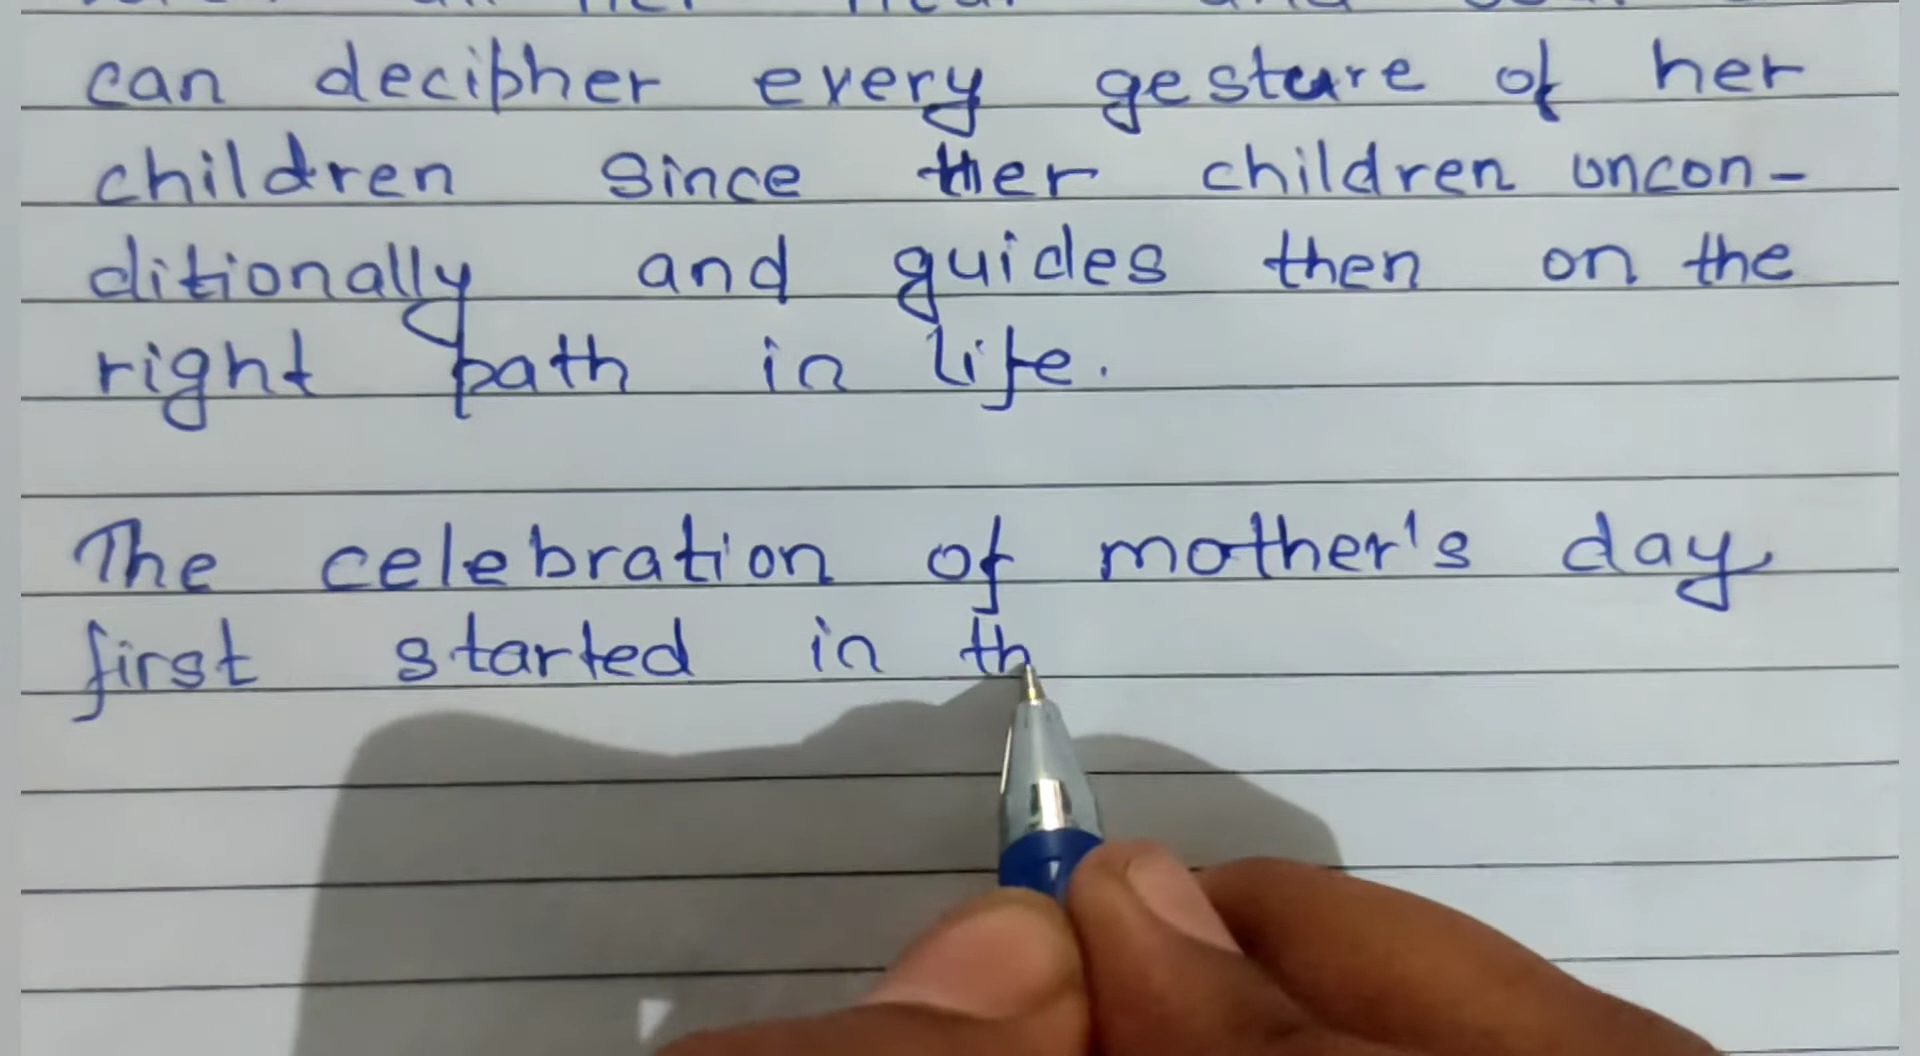 can decipher every gesture of her
children since ther children uncon-
ditionally and guides then on the
right path in life.
The celebration of mother's day
first started in th